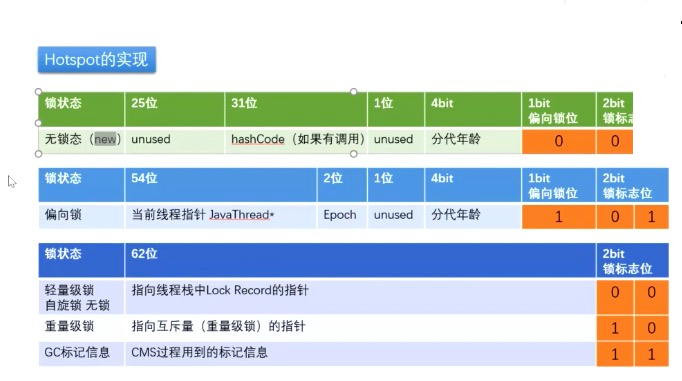 Hotspot的实现
锁状态 25位 31位 1位 4bit 1bit 2bit
偏向锁位 锁标志
无锁态（new） unused hashCode（如果有调用） unused 分代年龄 0 0
锁状态 54位 2位 1位 4bit 1bit 2bit
偏向锁位 锁标志位
偏向锁 当前线程指针 JavaThread* Epoch unused 分代年龄 1 0 1
锁状态 62位 2bit
锁标志位
轻量级锁 指向线程栈中Lock Record的指针 0 0
自旋锁 无锁
重量级锁 指向互斥量（重量级锁）的指针 1 0
GC标记信息 CMS过程用到的标记信息 1 1